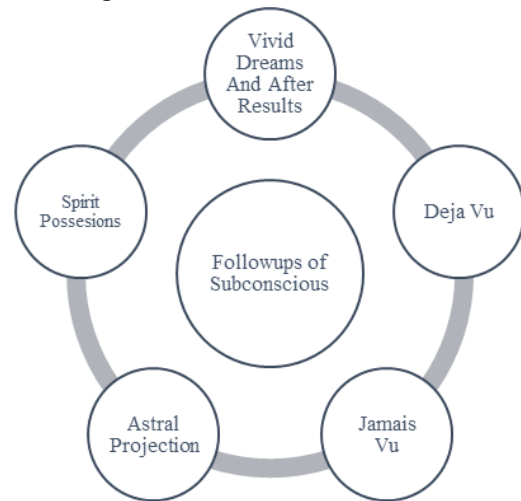 Vivid
Dreams
And After
Results
Deja Vu
Jamais
Vu
Astral
Projection
Spirit
Possesions
Followups of
Subconscious